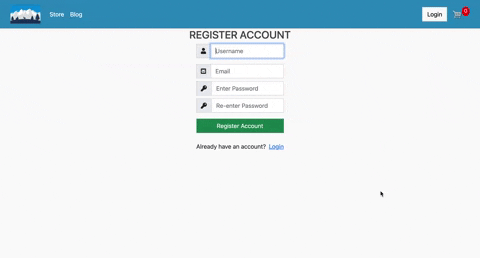 Store Blog Login 0
REGISTER ACCOUNT
Username
Email
Enter Password
Re-enter Password
Register Account
Already have an account? Login